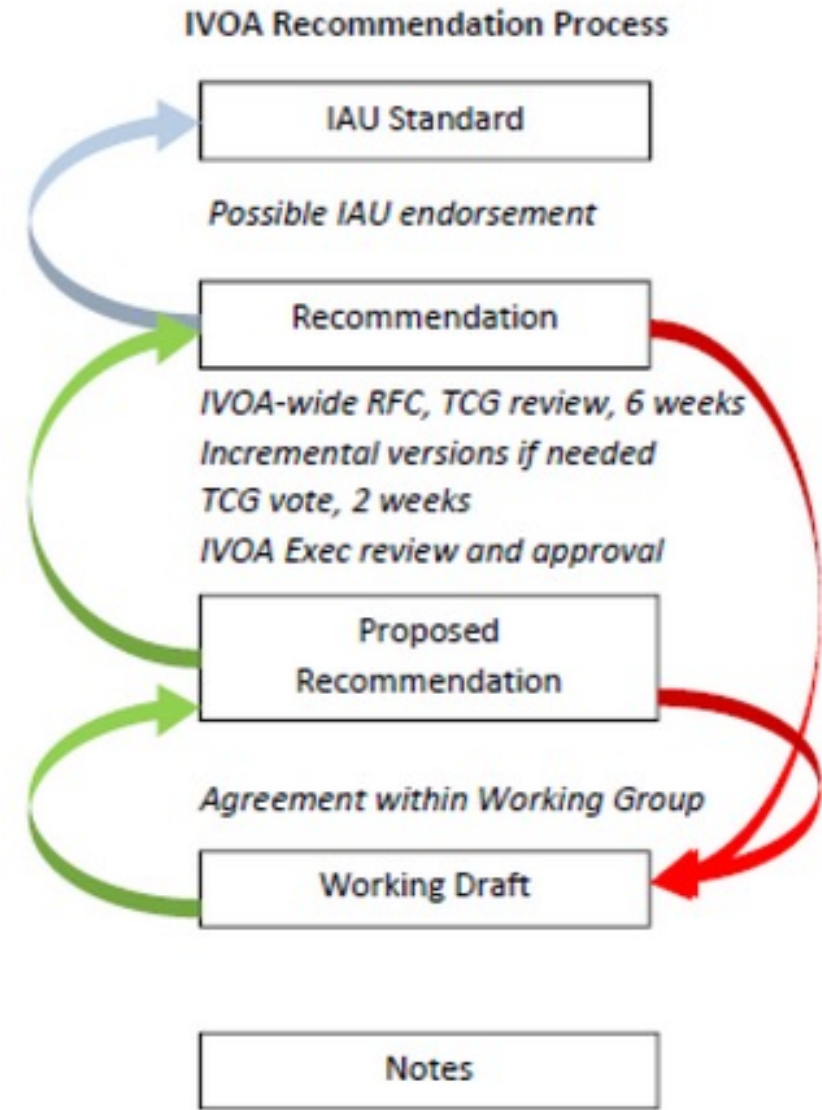 IVOA Recommendation Process
IAU Standard
Possible IAU endorsement
Recommendation
IVOA-wide RFC, TCG review, 6 weeks
Incremental versions if needed
TCG vote, 2 weeks
IVOA Exec review and approval
Proposed
Recommendation
Agreement within Working Group
Working Draft
Notes